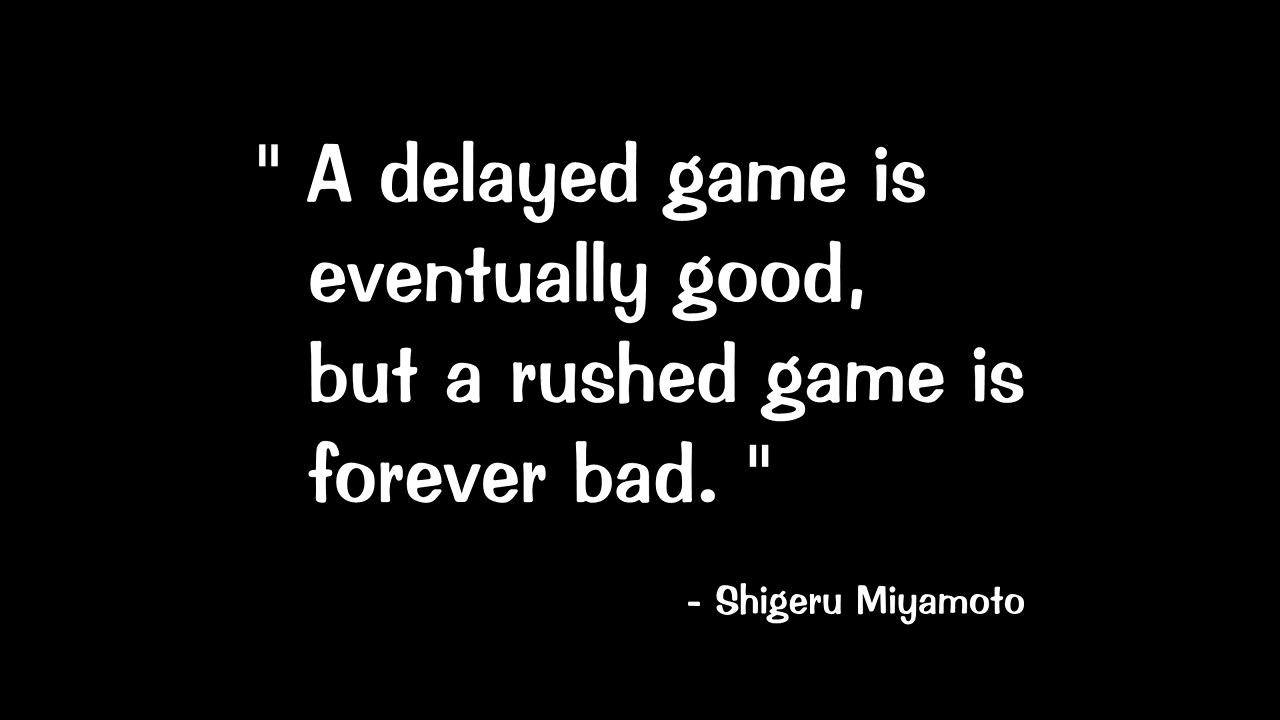 " A delayed game is
eventually good,
but a rushed game is
forever bad. "
- Shigeru Miyamoto